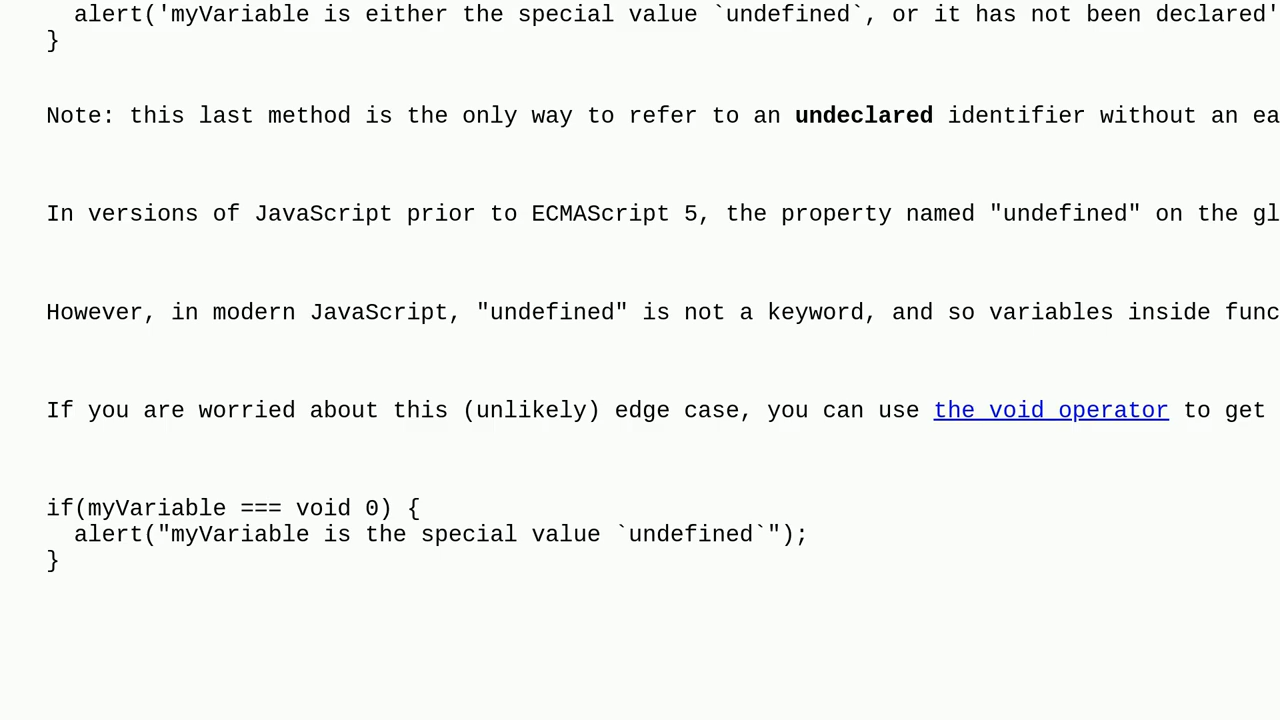 alert('myVariable is either the special value `undefined`, or it has not been declared'
}
Note: this last method is the only way to refer to an undeclared identifier without an ea
In versions of JavaScript prior to ECMAScript 5, the property named "undefined" on the gl
However, in modern JavaScript, "undefined" is not a keyword, and so variables inside func
If you are worried about this (unlikely) edge case, you can use the void operator to get
if(myVariable === void 0) {
alert("myVariable is the special value `undefined`");
}